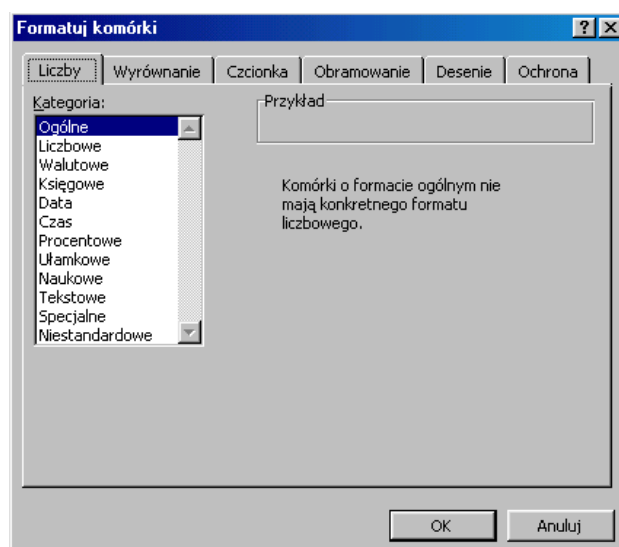 Formatuj komórki
Liczby Wyrównanie Czcionka Obramowanie Desenie Ochrona
Kategoria:
Ogólne
Liczbowe
Walutowe
Księgowe
Data
Czas
Procentowe
Ułamkowe
Naukowe
Tekstowe
Specjalne
Niestandardowe
Przykład
Komórki o formacie ogólnym nie
mają konkretnego formatu
liczbowego.
OK Anuluj